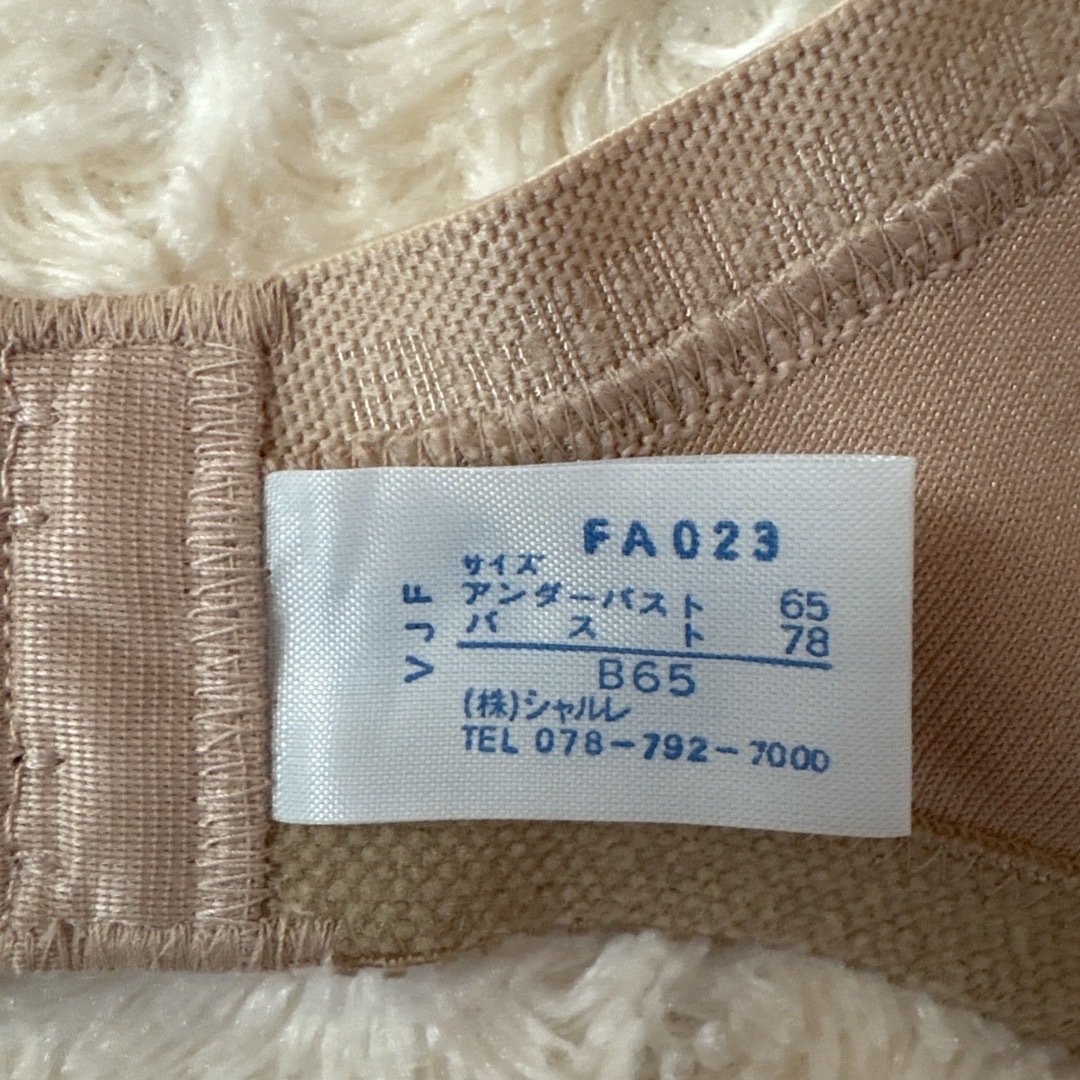 FA023
サイズ
アンダーバスト 65
バスト 78
B65
(株)シャルレ
TEL 078-792-7000
VJF